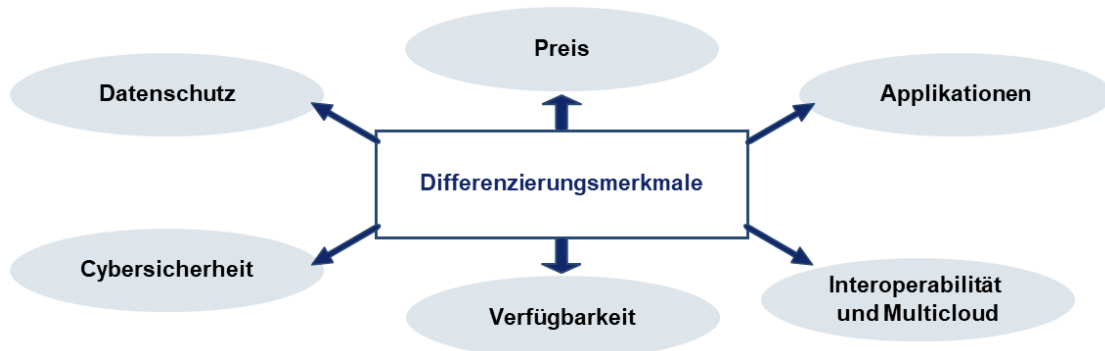 Preis
Datenschutz
Applikationen
Differenzierungsmerkmale
Cybersicherheit
Interoperabilität
und Multicloud
Verfügbarkeit